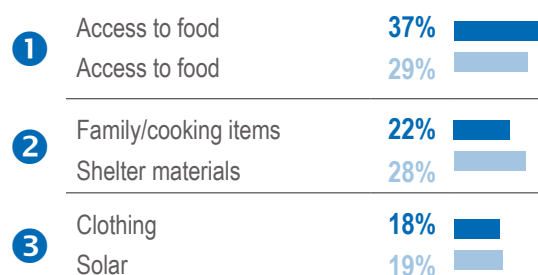 1
Access to food 37%
Access to food 29%
2
Family/cooking items 22%
Shelter materials 28%
3
Clothing 18%
Solar 19%